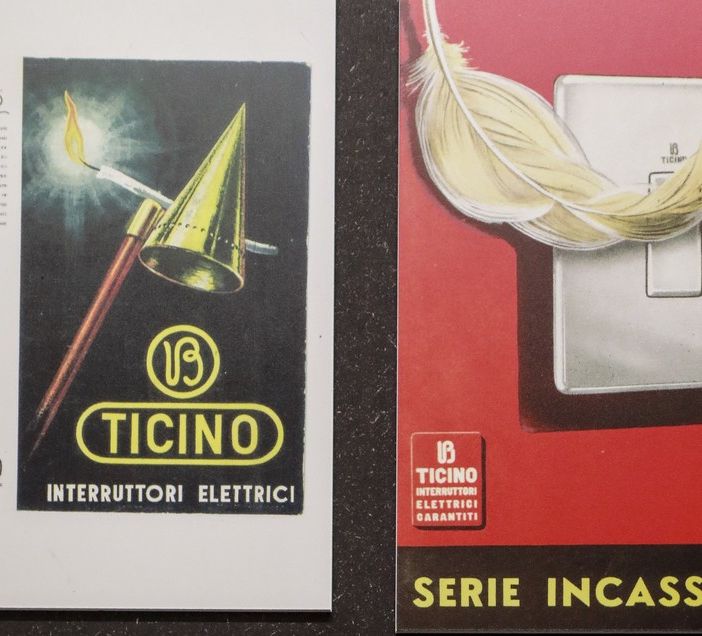 B
TICINO
INTERRUTTORI ELETTRICI
B
TICINO
B
TICINO
INTERRUTTORI
ELETTRICI
GARANTITI
SERIE INCASS